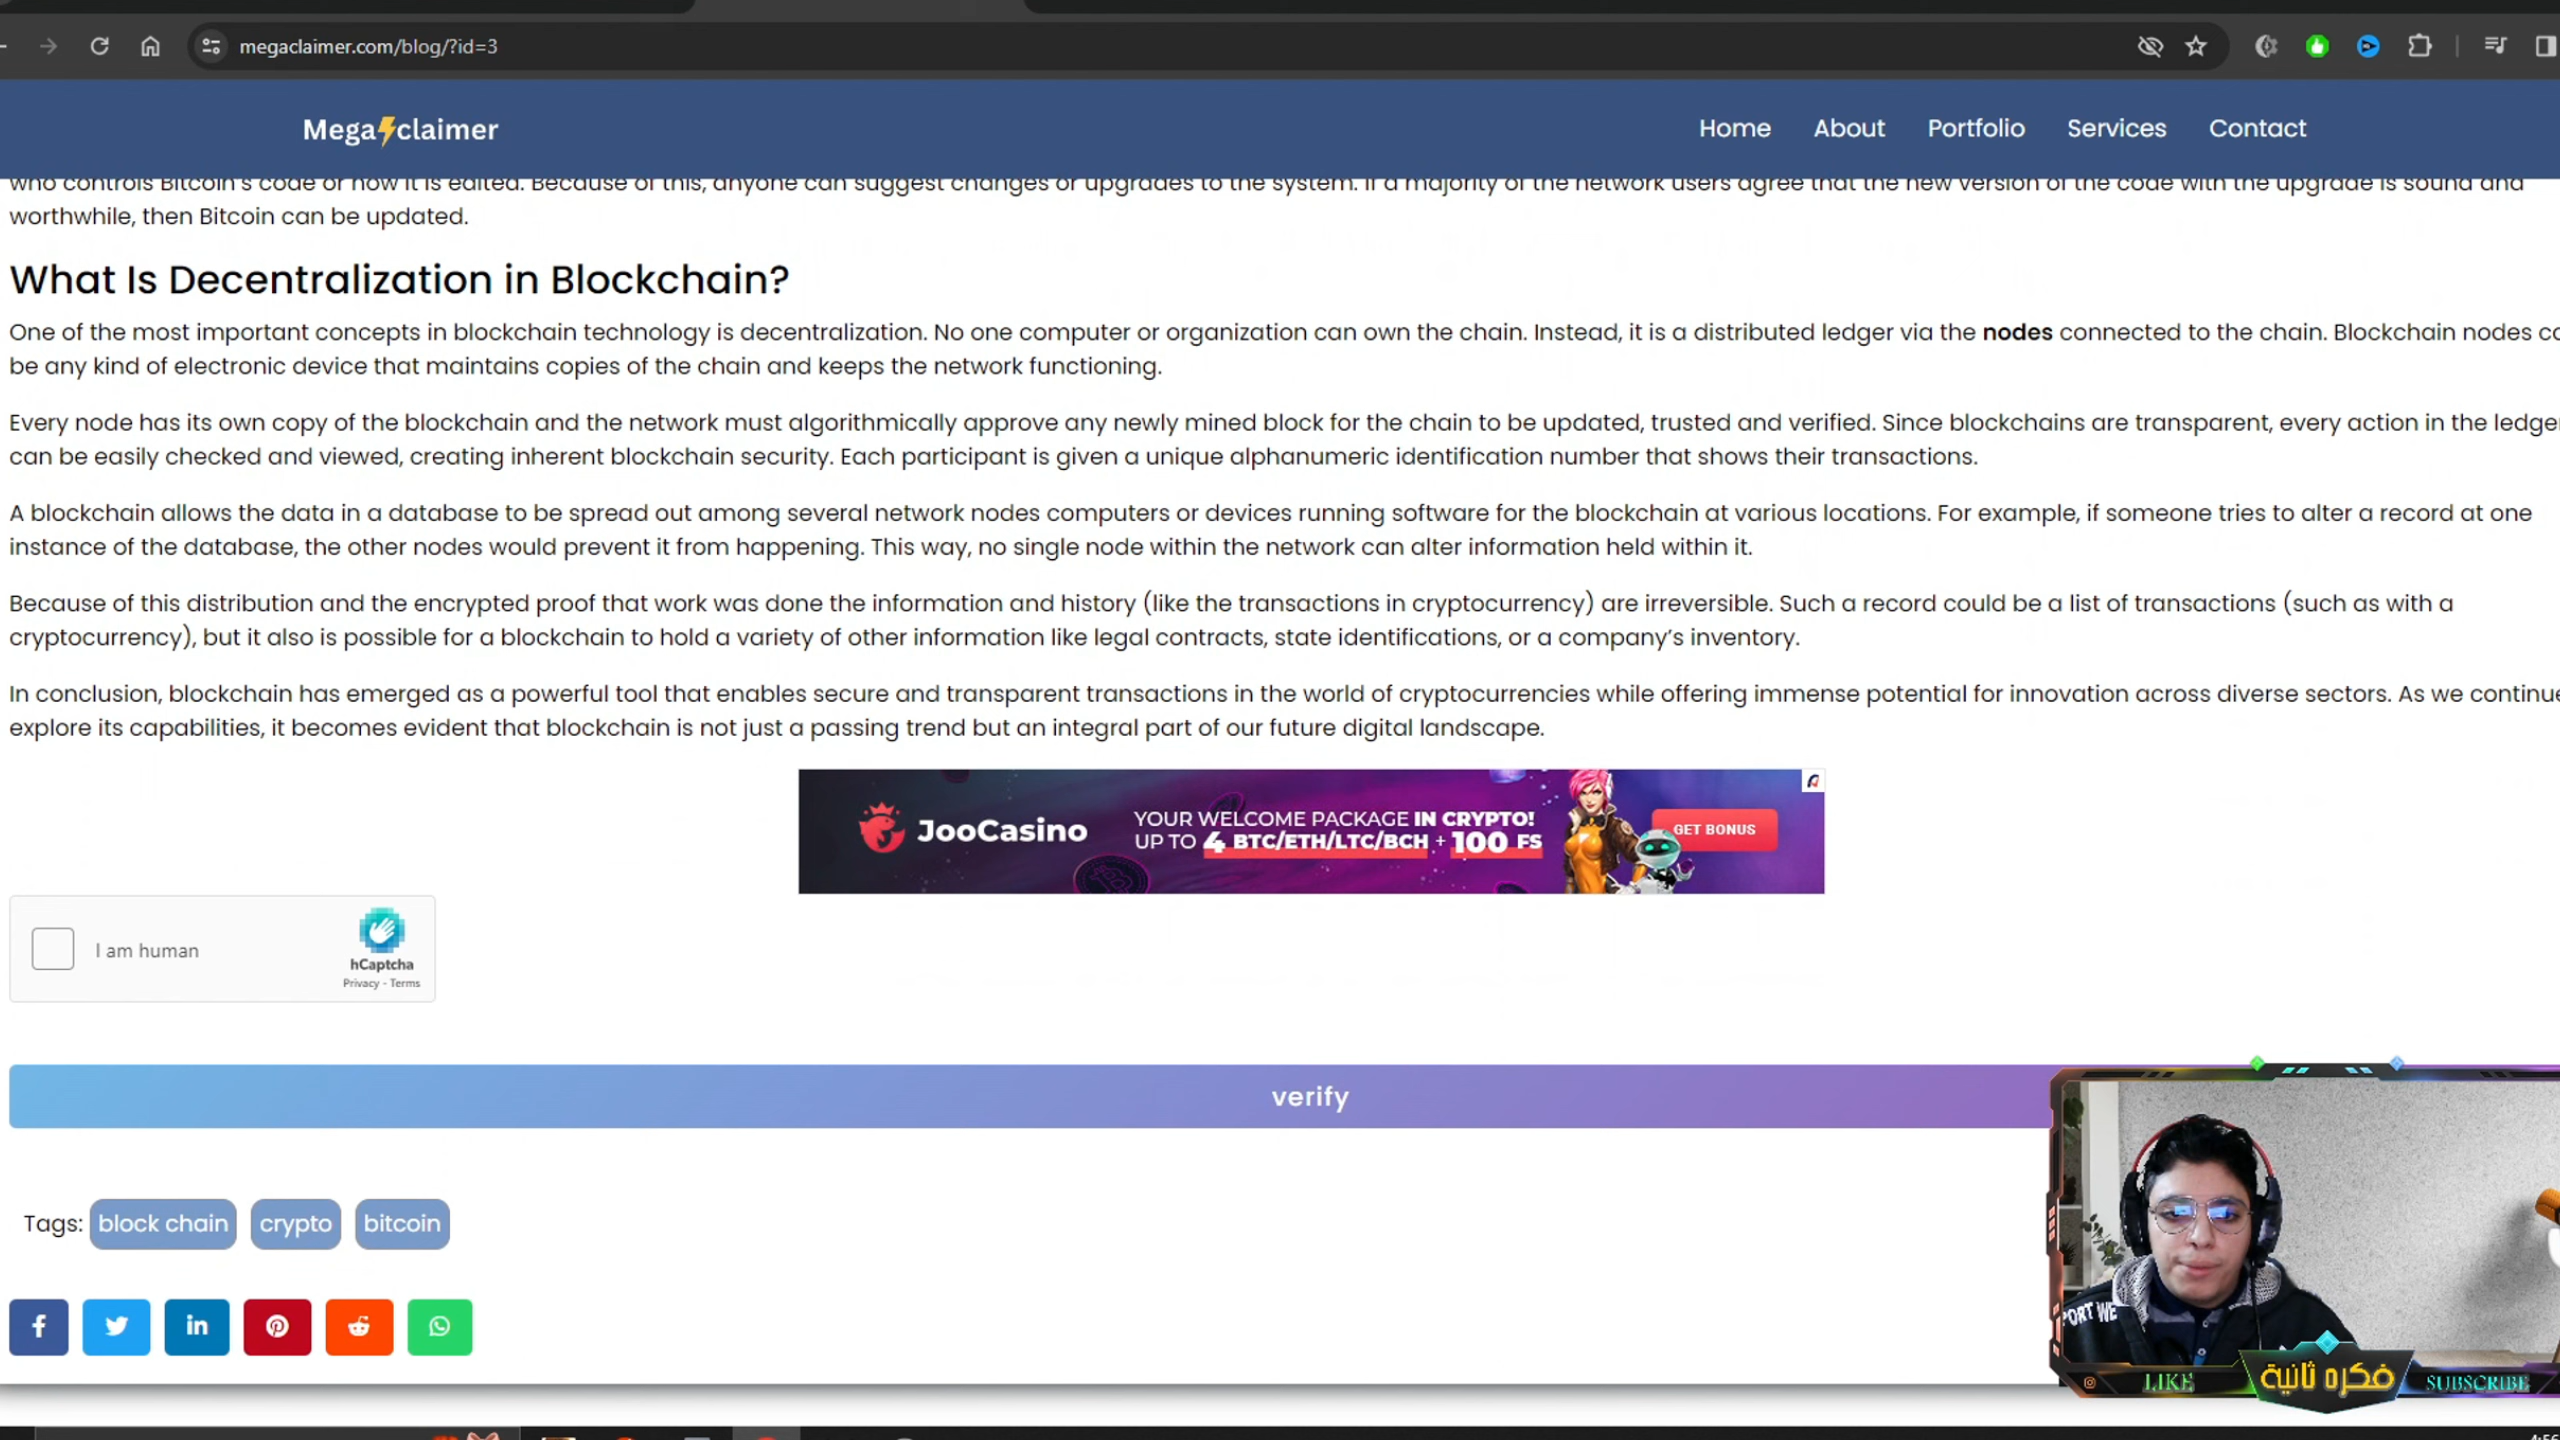 megaclaimer.com/blog/?id=3
Mega claimer
Home About Portfolio Services Contact
who controls Bitcoin's code or how it is edited. Because of this, anyone can suggest changes or upgrades to the system. If a majority of the network users agree that the new version of the code with the upgrade is sound and
worthwhile, then Bitcoin can be updated.
What Is Decentralization in Blockchain?
One of the most important concepts in blockchain technology is decentralization. No one computer or organization can own the chain. Instead, it is a distributed ledger via the nodes connected to the chain. Blockchain nodes
be any kind of electronic device that maintains copies of the chain and keeps the network functioning.
Every node has its own copy of the blockchain and the network must algorithmically approve any newly mined block for the chain to be updated, trusted and verified. Since blockchains are transparent, every action in the ledger
can be easily checked and viewed, creating inherent blockchain security. Each participant is given a unique alphanumeric identification number that shows their transactions.
A blockchain allows the data in a database to be spread out among several network nodes computers or devices running software for the blockchain at various locations. For example, if someone tries to alter a record at one
instance of the database, the other nodes would prevent it from happening. This way, no single node within the network can alter information held within it.
Because of this distribution and the encrypted proof that work was done the information and history (like the transactions in cryptocurrency) are irreversible. Such a record could be a list of transactions (such as with a
cryptocurrency), but it also is possible for a blockchain to hold a variety of other information like legal contracts, state identifications, or a company's inventory.
In conclusion, blockchain has emerged as a powerful tool that enables secure and transparent transactions in the world of cryptocurrencies while offering immense potential for innovation across diverse sectors. As we continue
explore its capabilities, it becomes evident that blockchain is not just a passing trend but an integral part of our future digital landscape.
JooCasino
YOUR WELCOME PACKAGE IN CRYPTO!
UP TO 4 BTC/ETH/LTC/BCH + 100 FS
GET BONUS
I am human
hCaptcha
Privacy - Terms
verify
Tags: block chain crypto bitcoin
PORT WE
LIKE فكره ثانية SUBSCRIBE